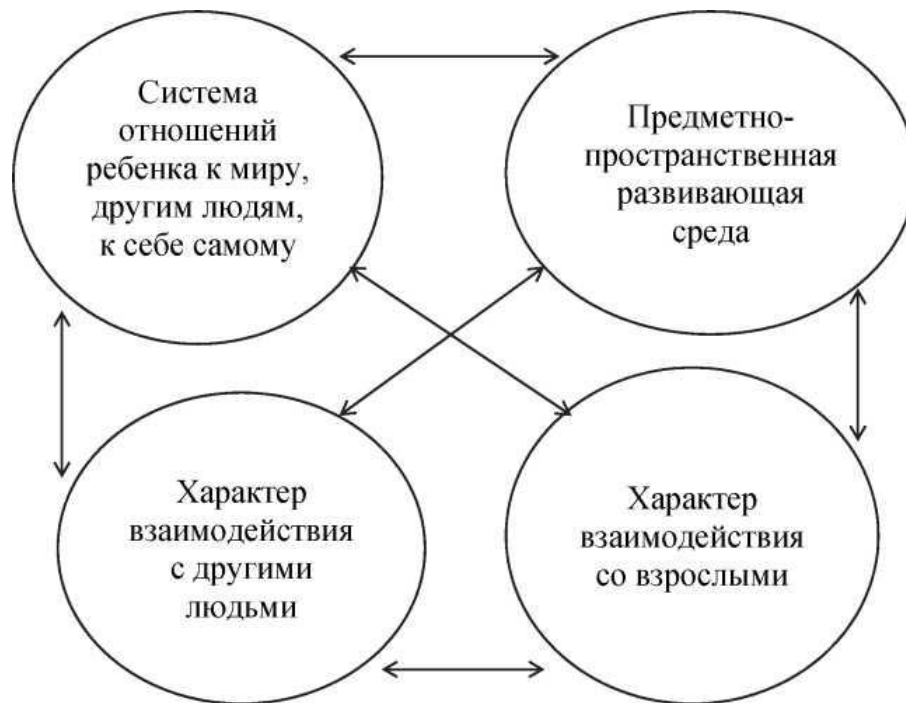 Система
отношений
ребенка к миру,
другим людям,
к себе самому
Предметно-
пространственная
развивающая
среда
Характер
взаимодействия
с другими
людьми
Характер
взаимодействия
со взрослыми